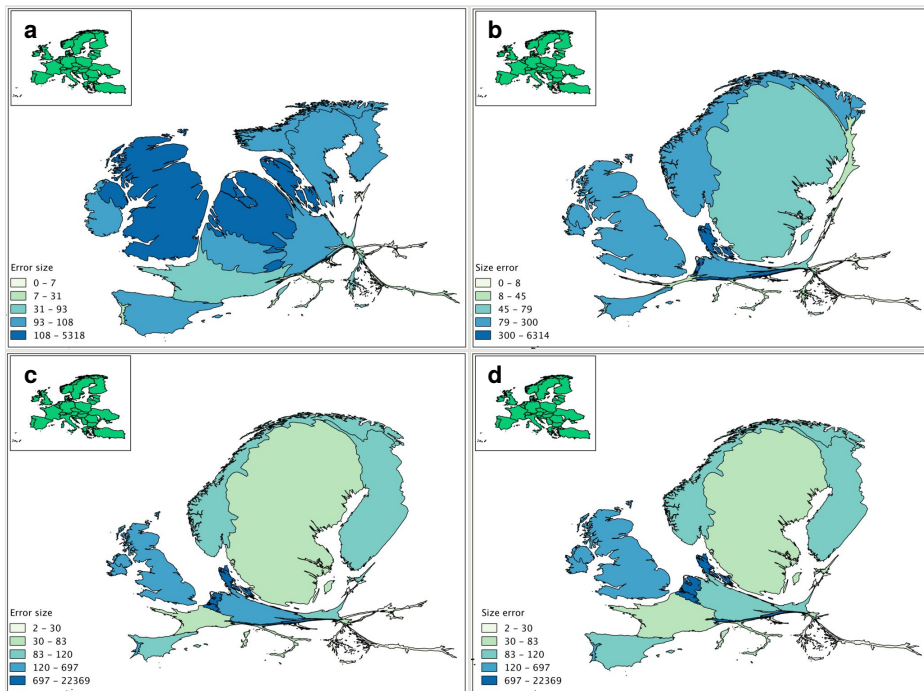 a
Error size
0 – 7
7 – 31
31 – 93
93 – 108
108 – 5318
b
Size error
0 – 8
8 – 45
45 – 79
79 – 300
300 – 6314
c
Error size
2 – 30
30 – 83
83 – 120
120 – 697
697 – 22369
d
Size error
2 – 30
30 – 83
83 – 120
120 – 697
697 – 22369